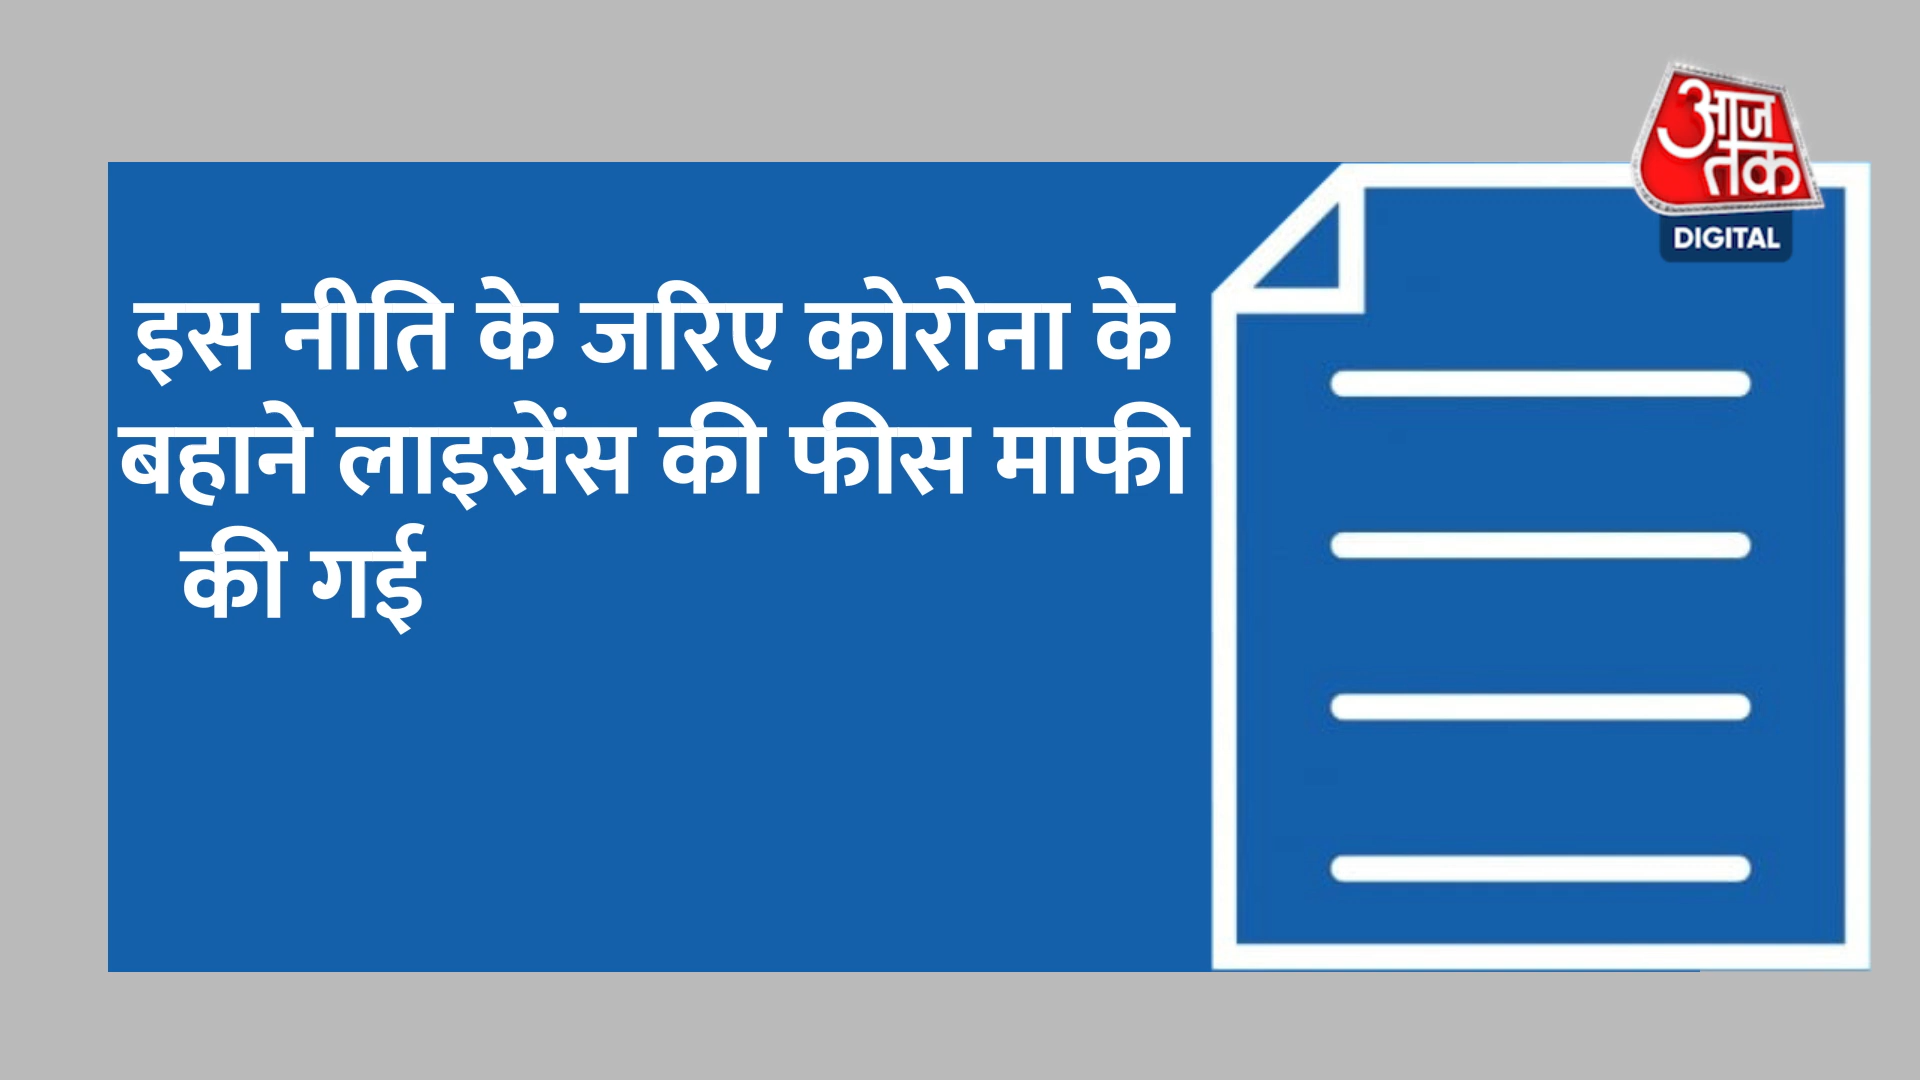 आज
तक
DIGITAL
इस नीति के जरिए कोरोना के
बहाने लाइसेंस की फीस माफी
की गई